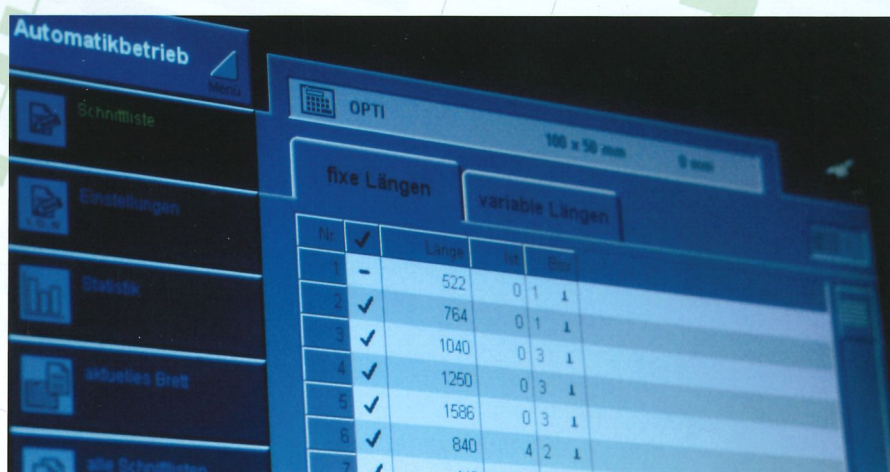 Automatikbetrieb
Menü
Schnittliste
Einstellungen
Statistik
aktuelles Brett
alle Schnittlisten
OPTI
100 x 50 mm 0 mm
fixe Längen
variable Längen
Nr. ✓ Länge
1 – 522 0 1
2 ✓ 764 0 1
3 ✓ 1040 0 3
4 ✓ 1250 0 3
5 ✓ 1586 0 3
6 ✓ 840 4 2
7 ✓